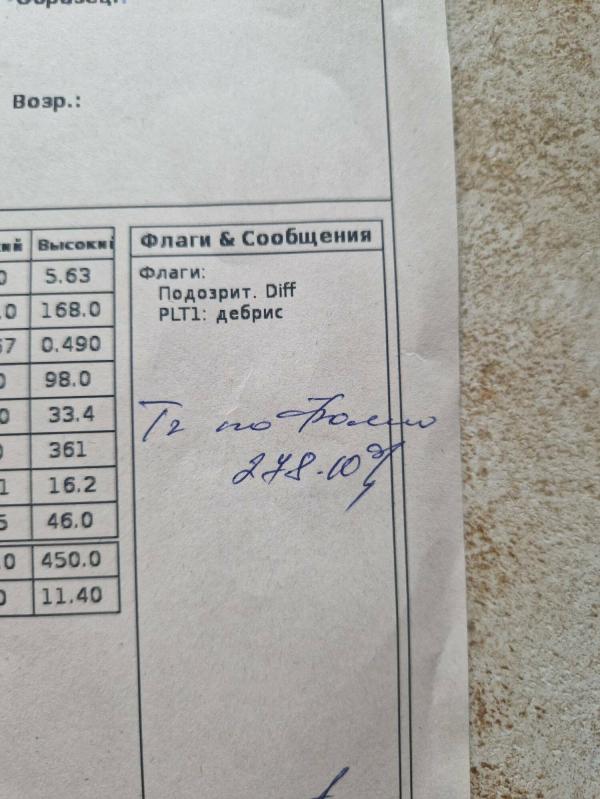 Образец:
Возр.:
Высокий
Флаги & Сообщения
5.63
Флаги:
168.0
Подозрит. Diff
0.490
PLT1: дебрис
98.0
33.4
Тг по Фонио
361
278·10⁹/
16.2
46.0
450.0
11.40